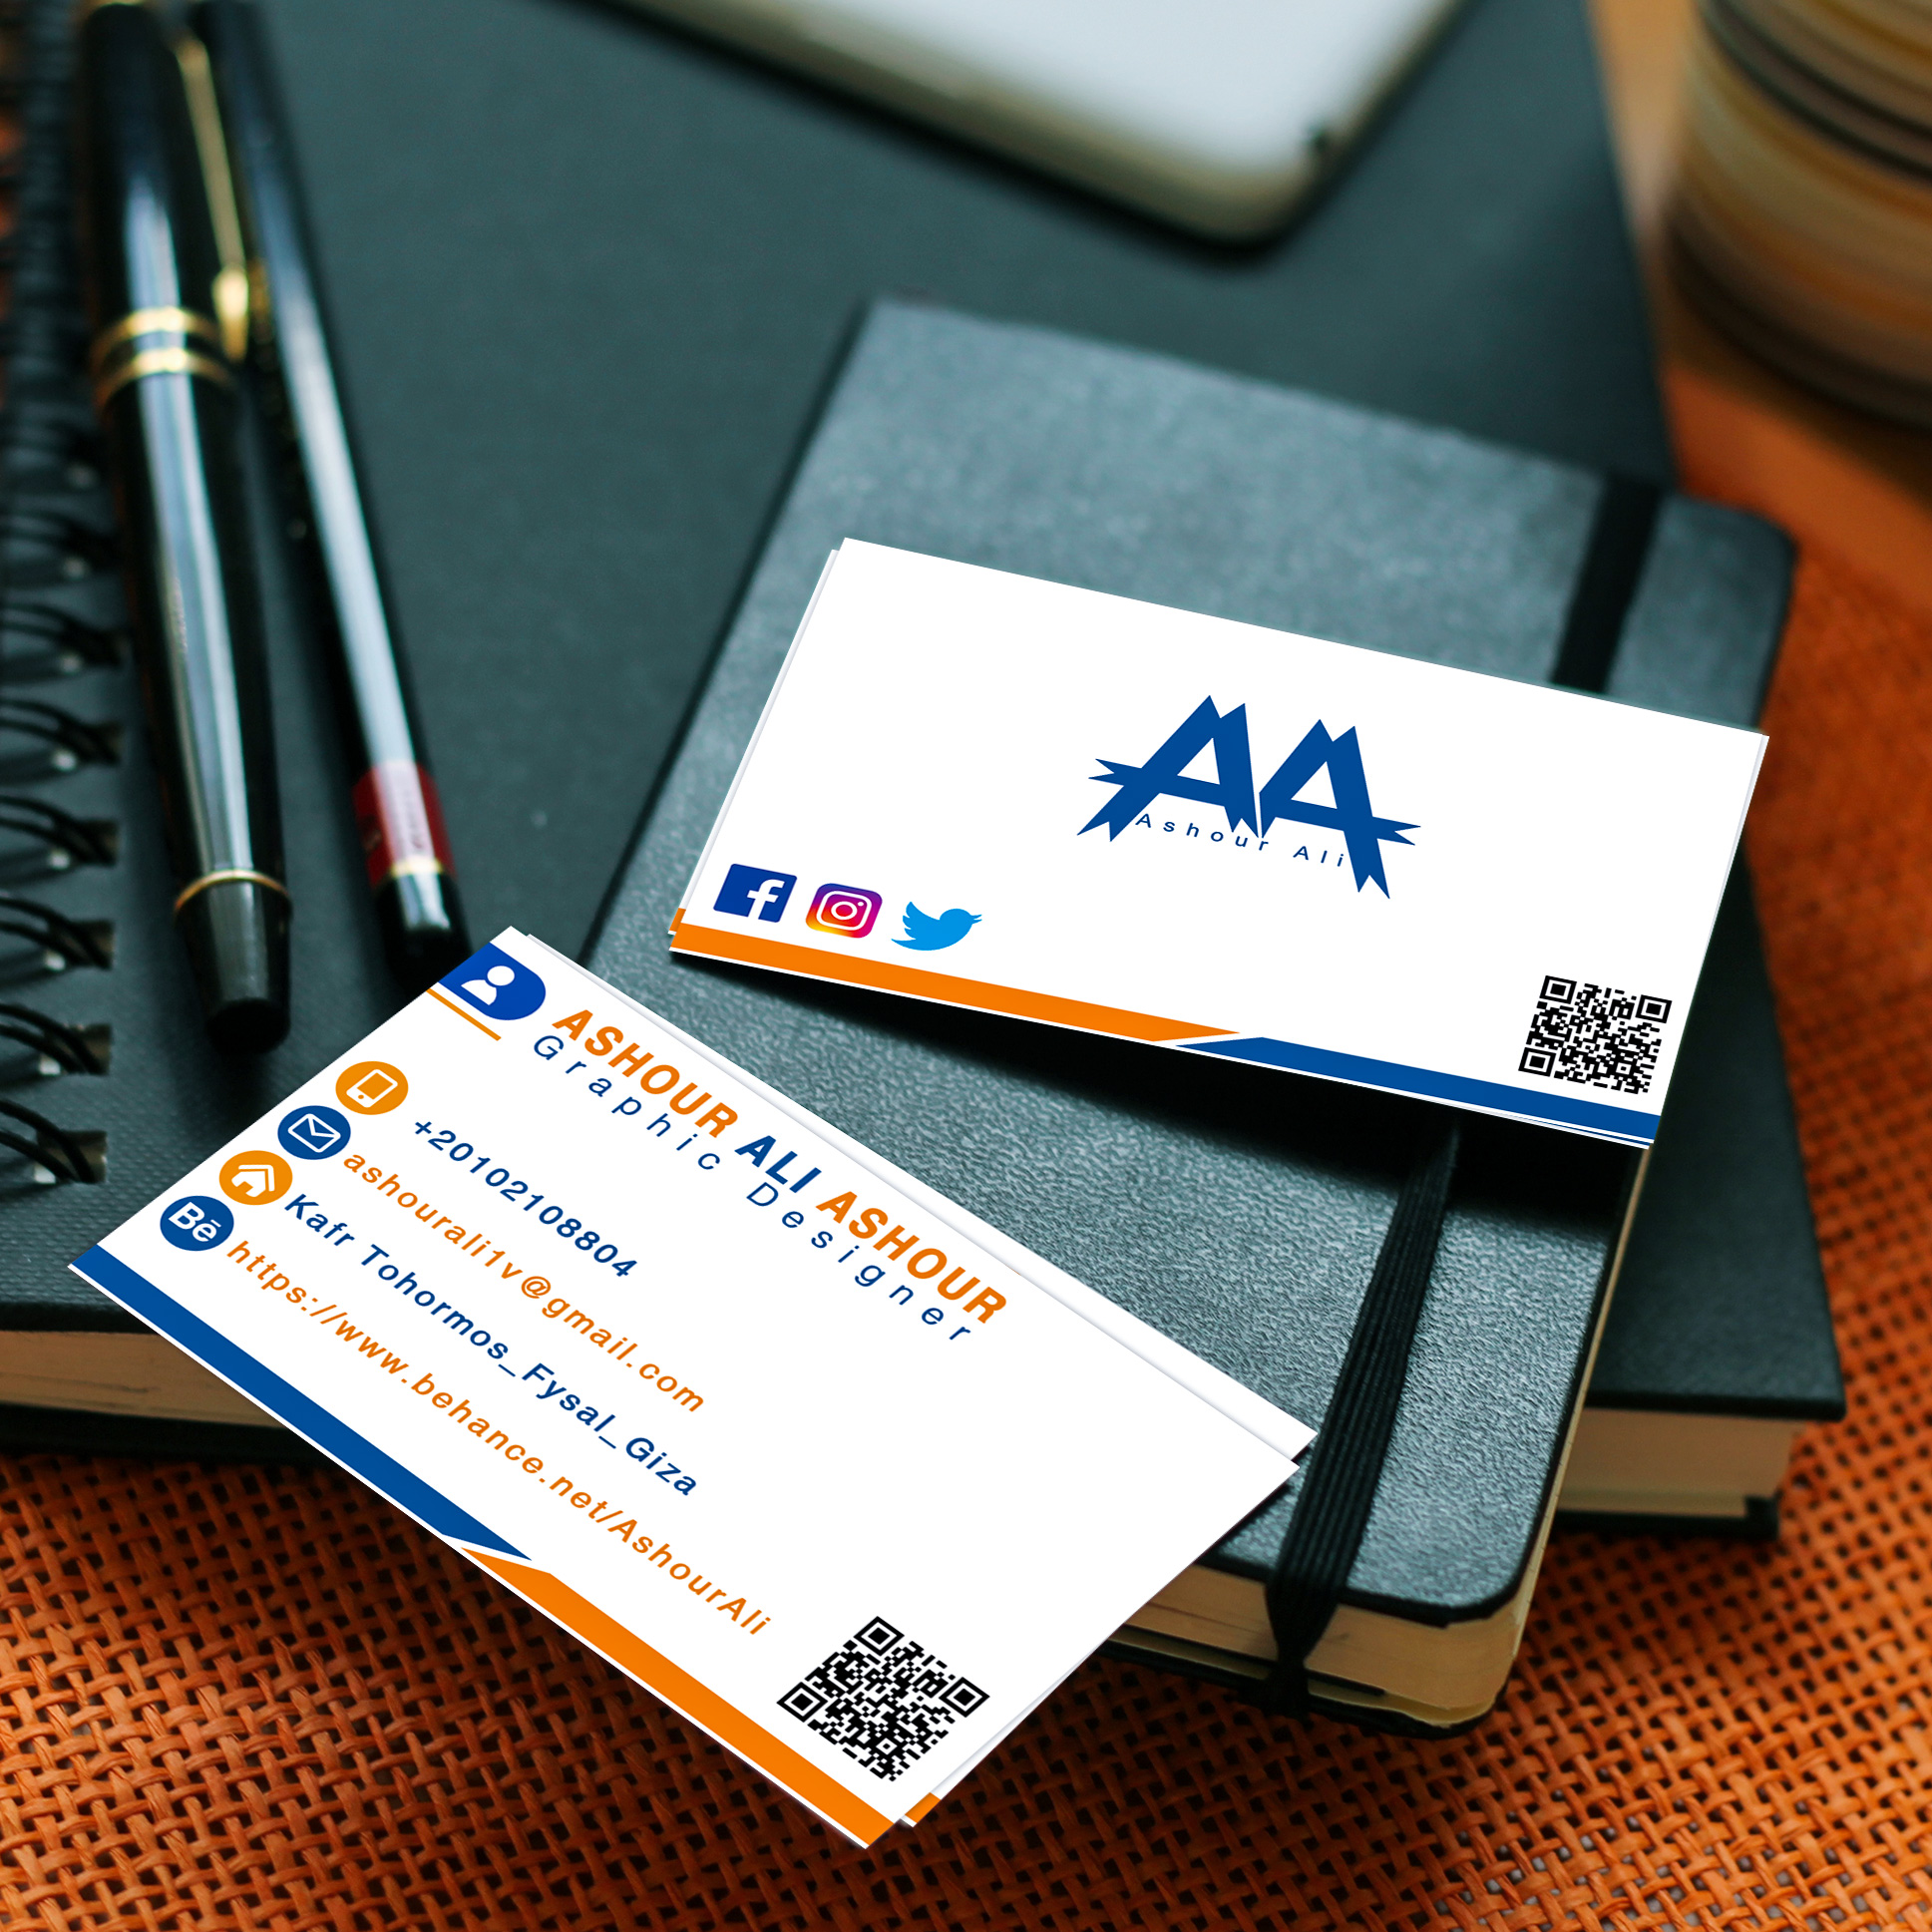 AA
Ashour Ali
ASHOUR ALI ASHOUR
Graphic Designer
+20102108804
ashourali1v@gmail.com
Kafr Tohormos_Fysal_Giza
Bē
https://www.behance.net/AshourAli